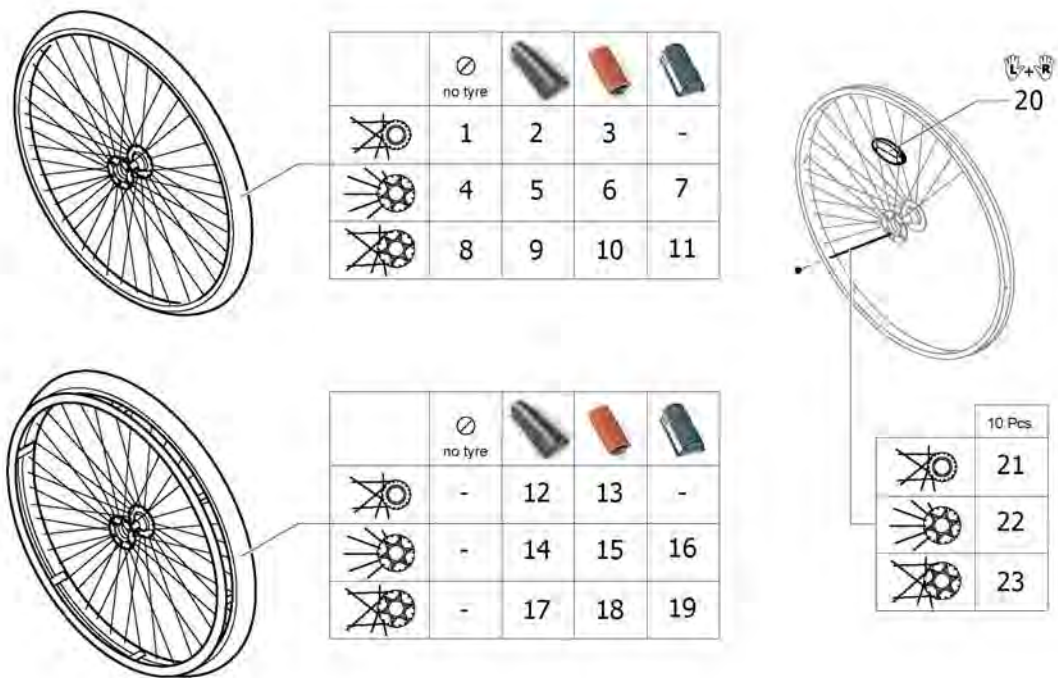 ⊘
no tyre
1 2 3 -
4 5 6 7
8 9 10 11
L+R
20
⊘
no tyre
- 12 13 -
- 14 15 16
- 17 18 19
10 Pcs.
21
22
23